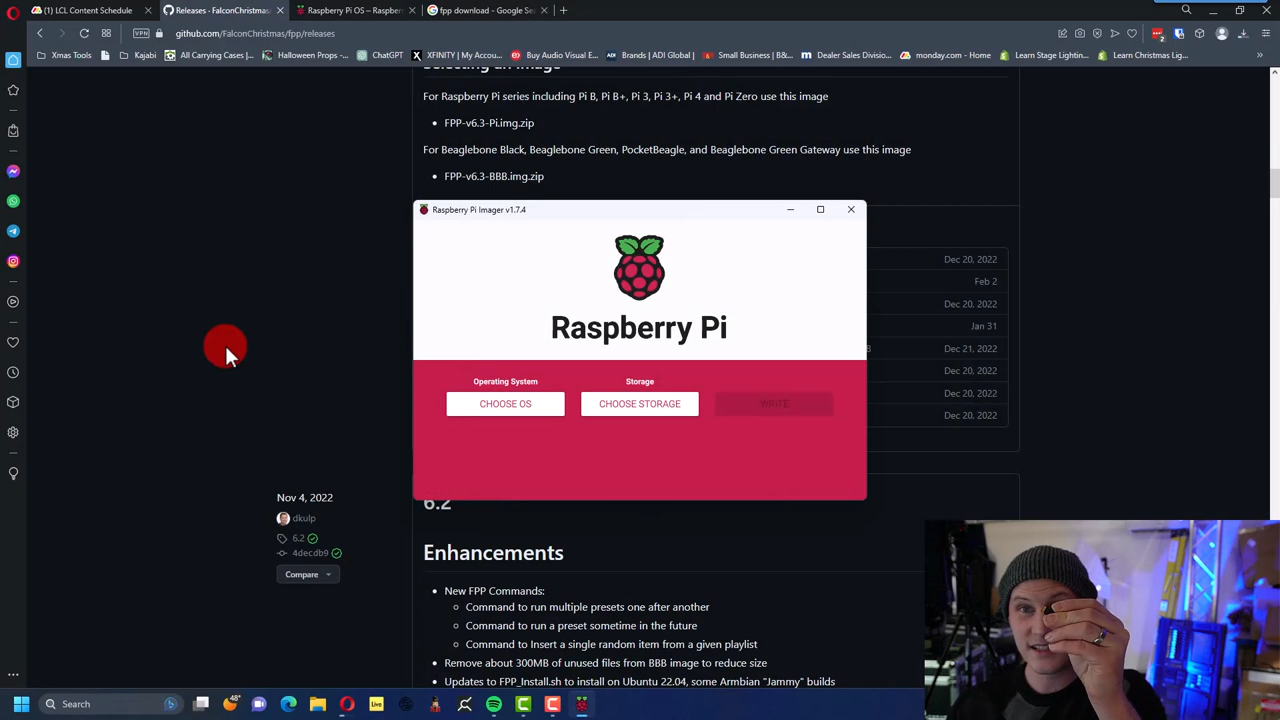 (1) LCL Content Schedule
Releases · FalconChristmas
Raspberry Pi OS – Raspberr
fpp download - Google Sea
VPN
github.com/FalconChristmas/fpp/releases
Xmas Tools
Kajabi
All Carrying Cases | H...
Halloween Props -...
ChatGPT
XFINITY | My Accou...
Buy Audio Visual E...
Brands | ADI Global |
Small Business | B&...
Dealer Sales Divisio...
monday.com - Home
Learn Stage Lightin...
Learn Christmas Lig...
Selecting an image
For Raspberry Pi series including Pi B, Pi B+, Pi 3, Pi 3+, Pi 4 and Pi Zero use this image
FPP-v6.3-Pi.img.zip
For Beaglebone Black, Beaglebone Green, PocketBeagle, and Beaglebone Green Gateway use this image
FPP-v6.3-BBB.img.zip
Raspberry Pi Imager v1.7.4
Raspberry Pi
Operating System
Storage
CHOOSE OS
CHOOSE STORAGE
WRITE
Dec 20, 2022
Feb 2
Dec 20, 2022
Jan 31
8 Dec 21, 2022
Dec 20, 2022
Dec 20, 2022
Dec 20, 2022
Nov 4, 2022
dkulp
6.2
4decdb9
Compare
6.2
Enhancements
New FPP Commands:
Command to run multiple presets one after another
Command to run a preset sometime in the future
Command to Insert a single random item from a given playlist
Remove about 300MB of unused files from BBB image to reduce size
Updates to FPP_Install.sh to install on Ubuntu 22.04, some Armbian "Jammy" builds
Search
48°
Live